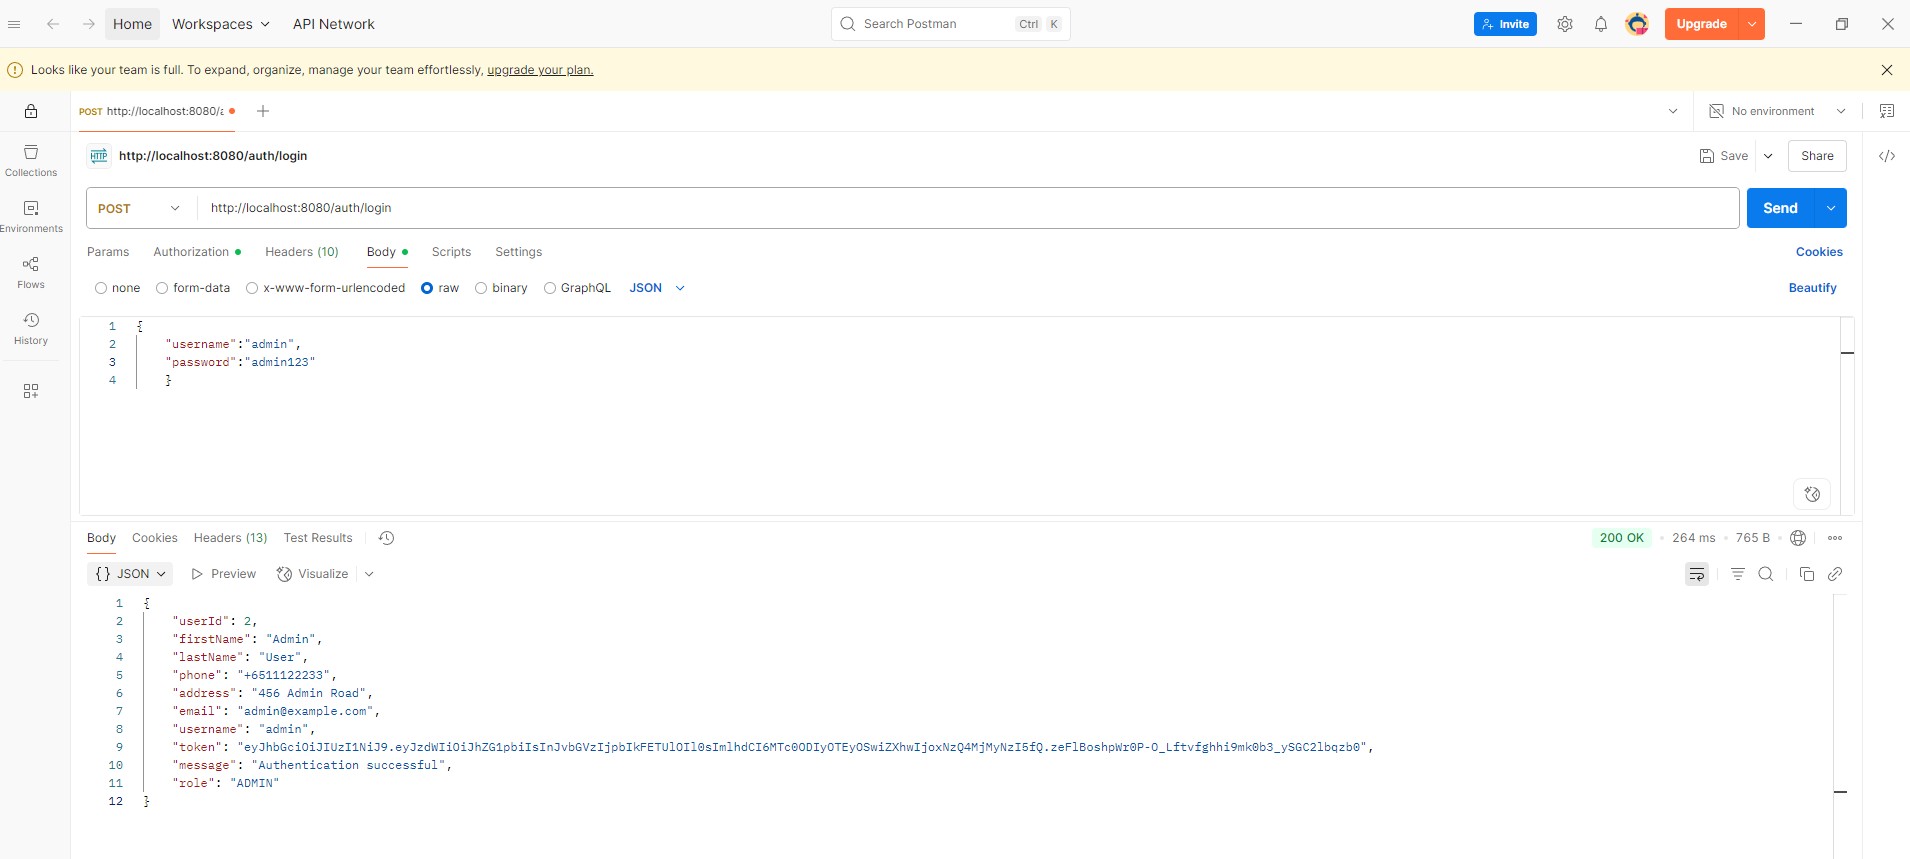 Home Workspaces API Network Search Postman Ctrl K Invite Upgrade
Looks like your team is full. To expand, organize, manage your team effortlessly, upgrade your plan.
POST http://localhost:8080/a No environment
HTTP http://localhost:8080/auth/login Save Share
Collections
Environments
Flows
History
POST http://localhost:8080/auth/login Send
Params Authorization Headers (10) Body Scripts Settings Cookies
none form-data x-www-form-urlencoded raw binary GraphQL JSON Beautify
1 {
2 "username":"admin",
3 "password":"admin123"
4 }
Body Cookies Headers (13) Test Results 200 OK • 264 ms • 765 B •
{} JSON Preview Visualize
1 {
2 "userId": 2,
3 "firstName": "Admin",
4 "lastName": "User",
5 "phone": "+6511122233",
6 "address": "456 Admin Road",
7 "email": "admin@example.com",
8 "username": "admin",
9 "token": "eyJhbGciOiJIUzI1NiJ9.eyJzdWIiOiJhZG1pbiIsInJvbGVzIjpbIkFETUlOIl0sImlhdCI6MTc0ODIyOTEyOSwiZXhwIjoxNzQ4MjMyNzI5fQ.zeFlBoshpWr0P-O_Lftvfghhi9mk0b3_ySGC2lbqzb0",
10 "message": "Authentication successful",
11 "role": "ADMIN"
12 }